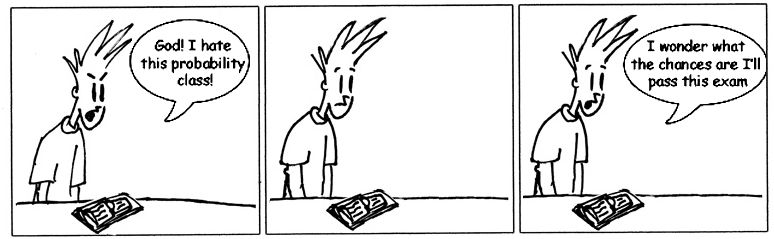 God! I hate
this probability
class!
I wonder what
the chances are I'll
pass this exam